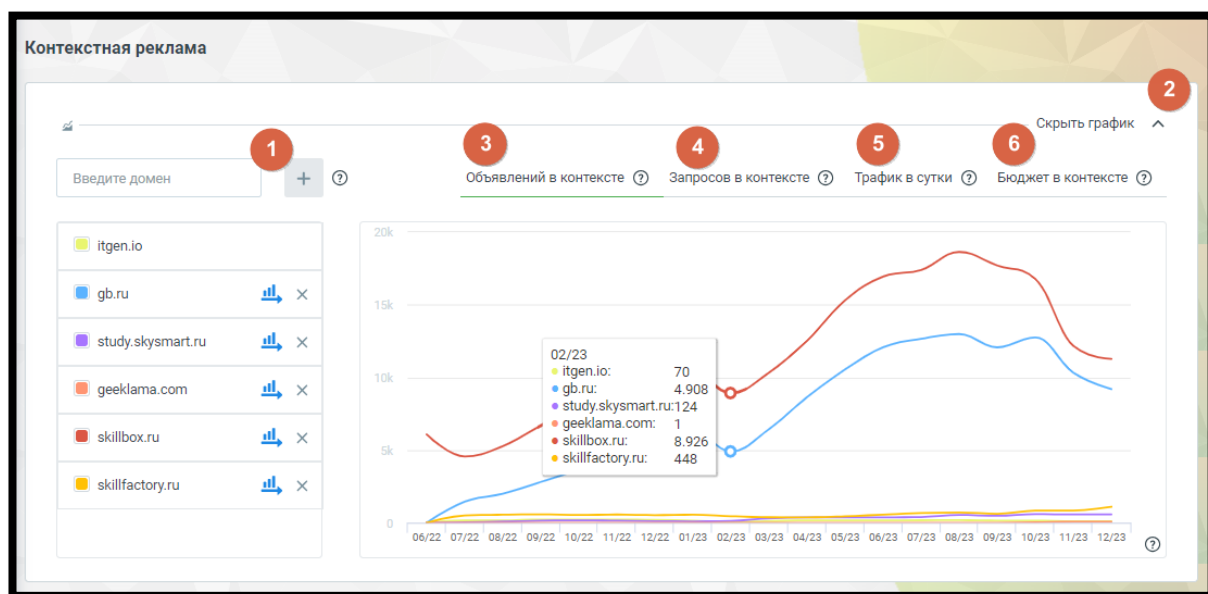 Контекстная реклама
2
Скрыть график
1
3
4
5
6
Введите домен + ?
Объявлений в контексте ? Запросов в контексте ? Трафик в сутки ? Бюджет в контексте ?
itgen.io
gb.ru
study.skysmart.ru
geeklama.com
skillbox.ru
skillfactory.ru
20k
15k
10k
5k
0
02/23
itgen.io: 70
gb.ru: 4.908
study.skysmart.ru:124
geeklama.com: 1
skillbox.ru: 8.926
skillfactory.ru: 448
06/22 07/22 08/22 09/22 10/22 11/22 12/22 01/23 02/23 03/23 04/23 05/23 06/23 07/23 08/23 09/23 10/23 11/23 12/23
?